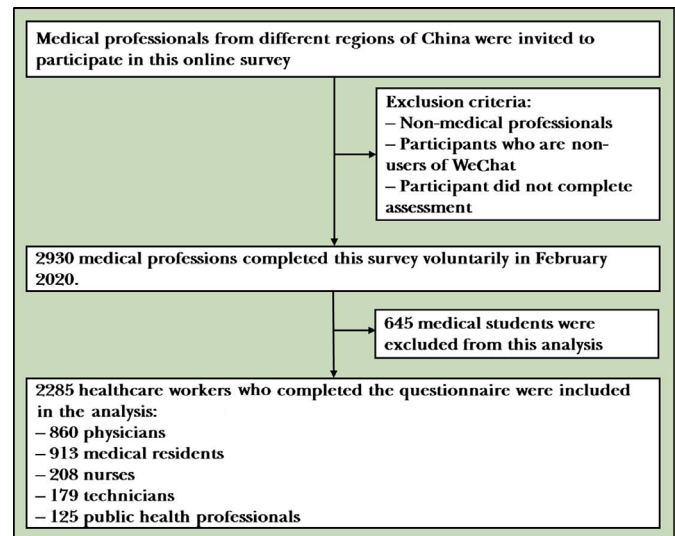 Medical professionals from different regions of China were invited to
participate in this online survey
Exclusion criteria:
– Non-medical professionals
– Participants who are non-
users of WeChat
– Participant did not complete
assessment
2930 medical professions completed this survey voluntarily in February
2020.
645 medical students were
excluded from this analysis
2285 healthcare workers who completed the questionnaire were included
in the analysis:
– 860 physicians
– 913 medical residents
– 208 nurses
– 179 technicians
– 125 public health professionals